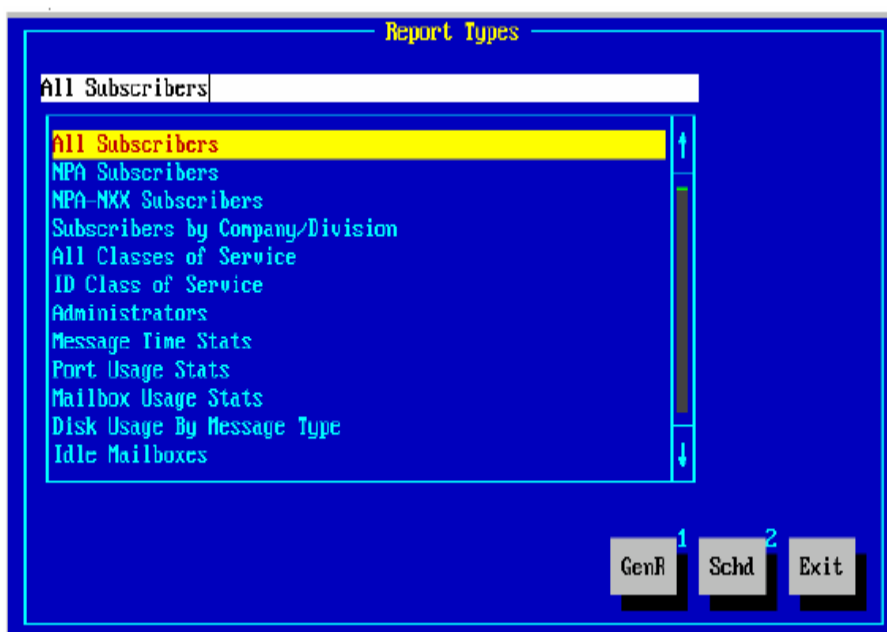 Report Types
All Subscribers
All Subscribers
NPA Subscribers
NPA-NXX Subscribers
Subscribers by Company/Division
All Classes of Service
ID Class of Service
Administrators
Message Time Stats
Port Usage Stats
Mailbox Usage Stats
Disk Usage By Message Type
Idle Mailboxes
1 2
GenR Schd Exit